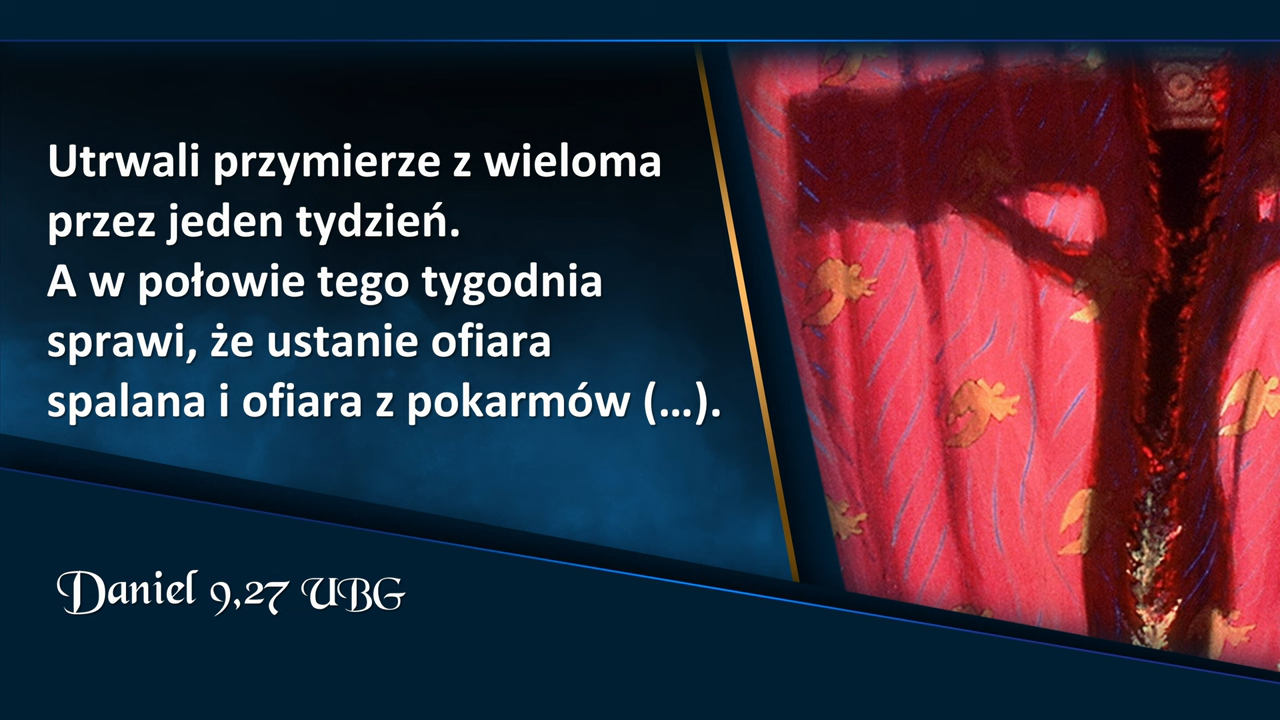 Utrwali przymierze z wieloma
przez jeden tydzień.
A w połowie tego tygodnia
sprawi, że ustanie ofiara
spalana i ofiara z pokarmów (...).
Daniel 9,27 UBG